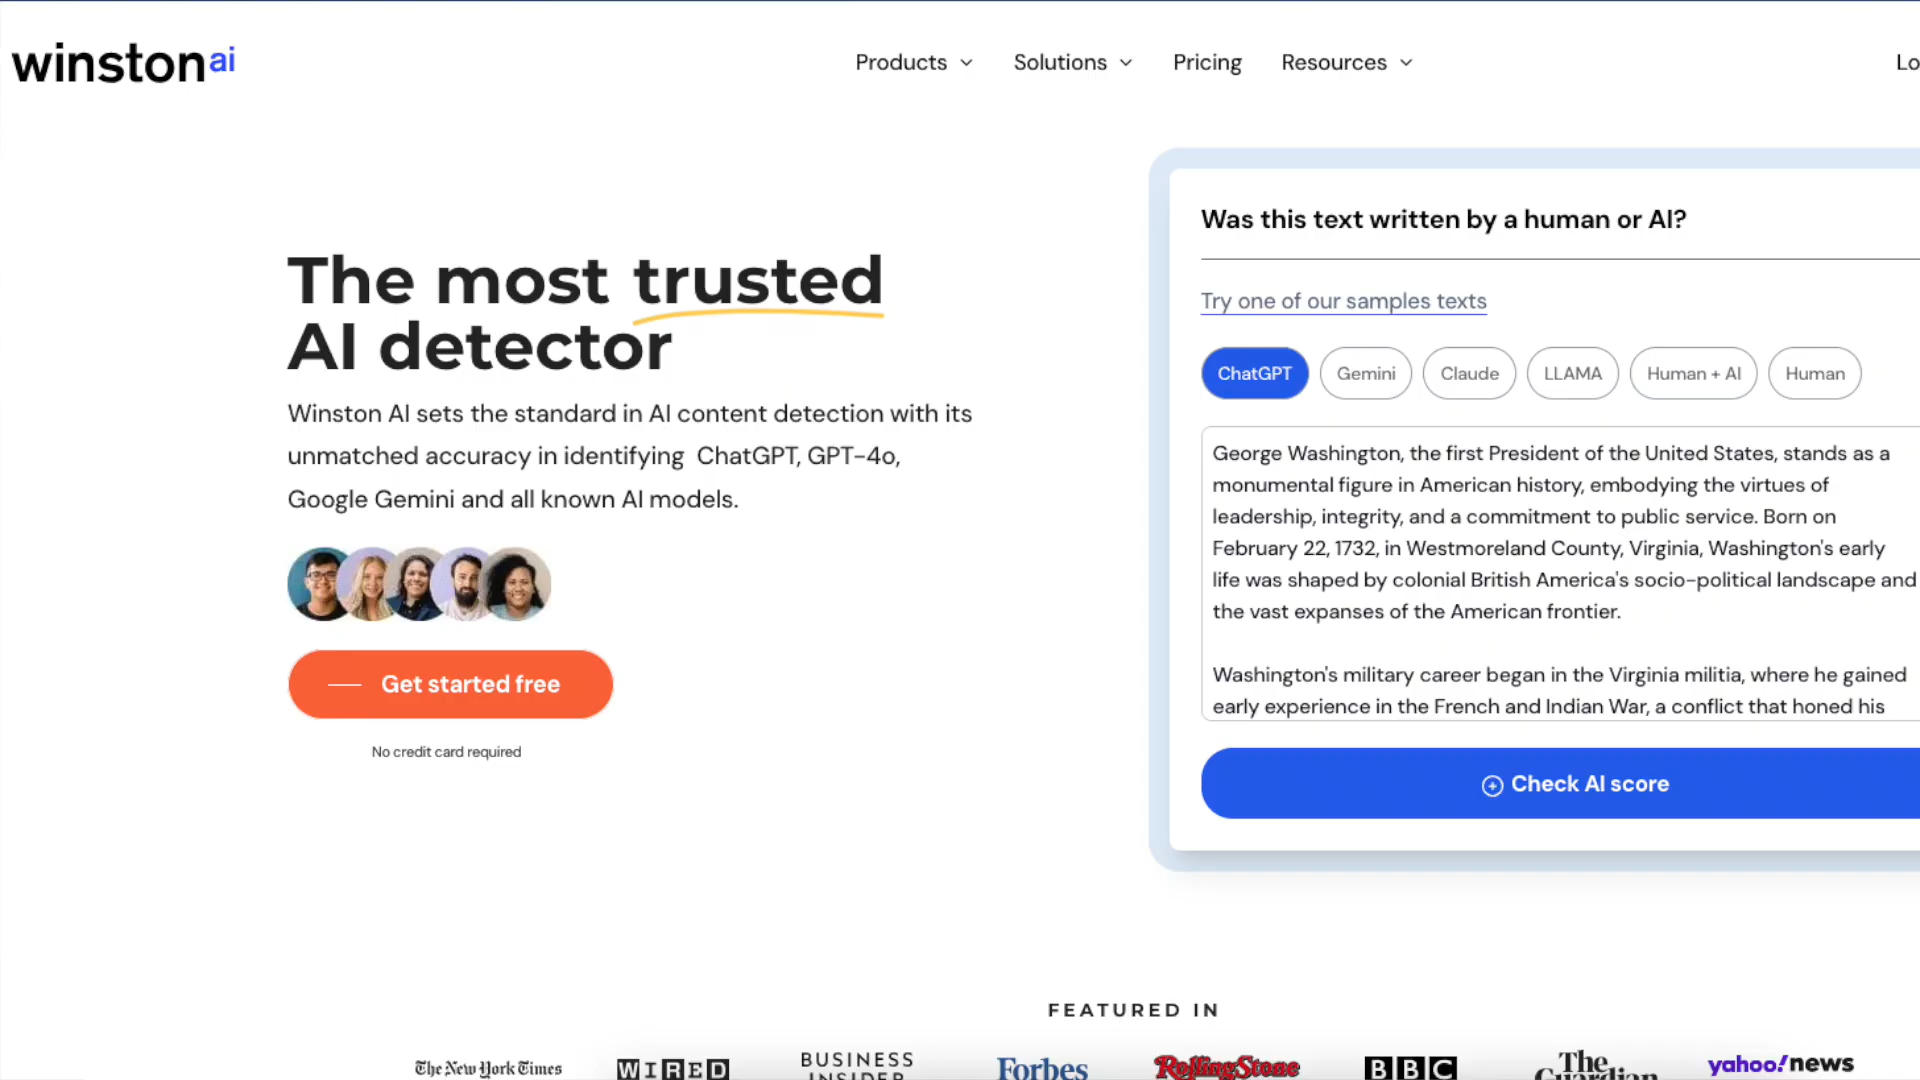 winston ai
Products
Solutions
Pricing
Resources
Lo
The most trusted
AI detector
Winston AI sets the standard in AI content detection with its
unmatched accuracy in identifying ChatGPT, GPT-4o,
Google Gemini and all known AI models.
Get started free
No credit card required
Was this text written by a human or AI?
Try one of our samples texts
ChatGPT
Gemini
Claude
LLAMA
Human + AI
Human
George Washington, the first President of the United States, stands as a
monumental figure in American history, embodying the virtues of
leadership, integrity, and a commitment to public service. Born on
February 22, 1732, in Westmoreland County, Virginia, Washington's early
life was shaped by colonial British America's socio-political landscape and
the vast expanses of the American frontier.
Washington's military career began in the Virginia militia, where he gained
early experience in the French and Indian War, a conflict that honed his
Check AI score
FEATURED IN
The New York Times
WIRED
BUSINESS
INSIDER
Forbes
RollingStone
BBC
The
Guardian
yahoo!news